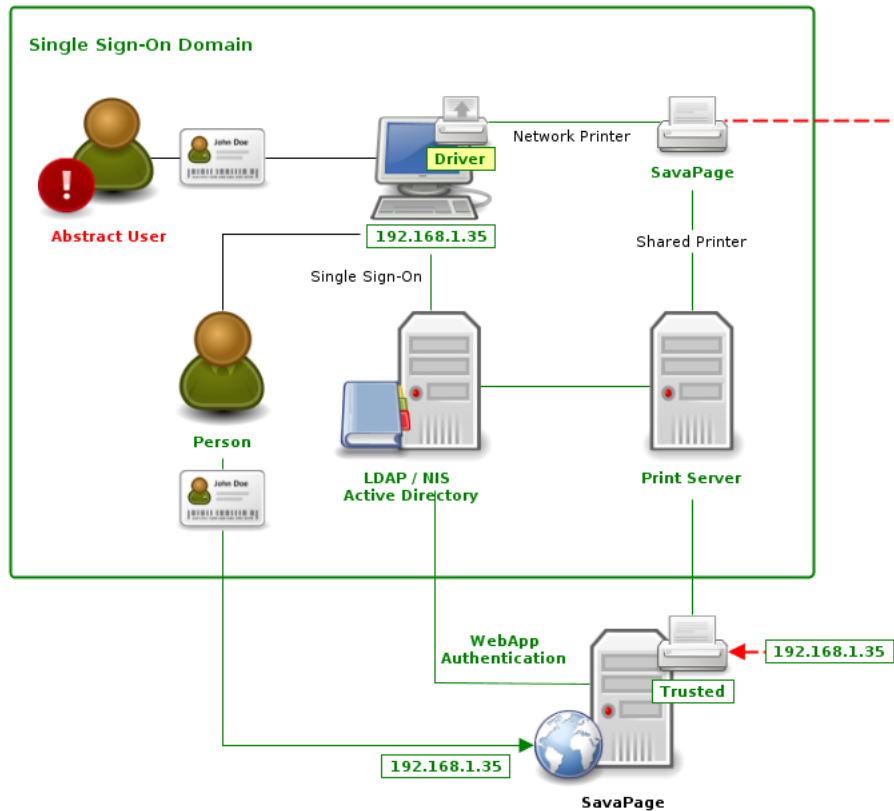 Single Sign-On Domain
John Doe
Driver
Network Printer
SavaPage
Abstract User
192.168.1.35
Shared Printer
Single Sign-On
Person
John Doe
LDAP / NIS
Active Directory
Print Server
WebApp
Authentication
192.168.1.35
Trusted
192.168.1.35
SavaPage